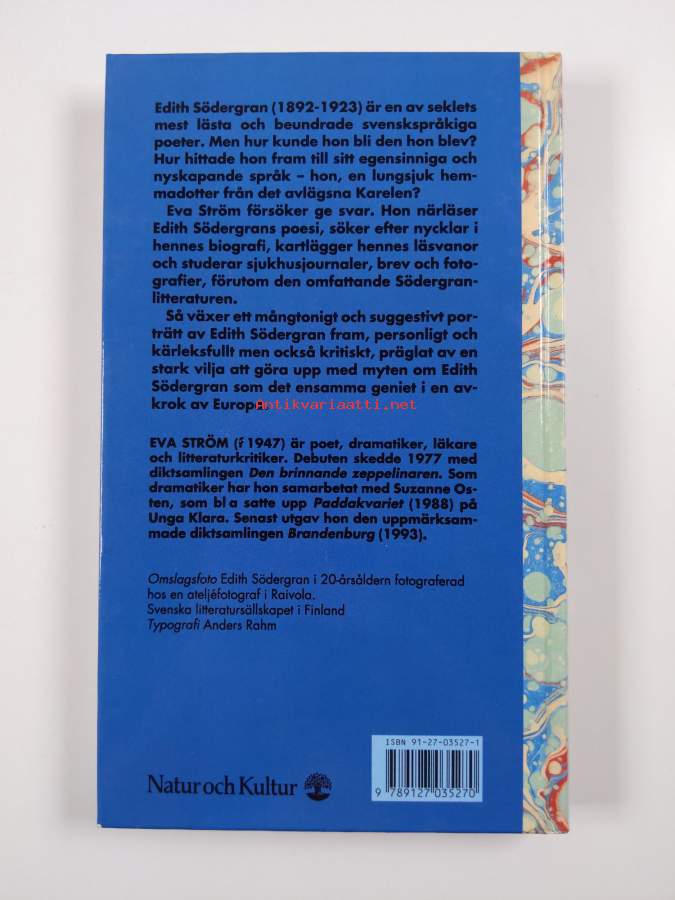 Edith Södergran (1892-1923) är en av seklets
mest lästa och beundrade svenskspråkiga
poeter. Men hur kunde hon bli den hon blev?
Hur hittade hon fram till sitt egensinniga och
nyskapande språk – hon, en lungsjuk hem-
madotter från det avlägsna Karelen?
Eva Ström försöker ge svar. Hon närläser
Edith Södergrans poesi, söker efter nycklar i
hennes biografi, kartlägger hennes läsvanor
och studerar sjukhusjournaler, brev och foto-
grafier, förutom den omfattande Södergran-
litteraturen.
Så växer ett mångtonigt och suggestivt por-
trätt av Edith Södergran fram, personligt och
kärleksfullt men också kritiskt, präglat av en
stark vilja att göra upp med myten om Edith
Södergran som det ensamma geniet i en av-
krok av Europa.
Antikvariaatti.net
EVA STRÖM (f 1947) är poet, dramatiker, läkare
och litteraturkritiker. Debuten skedde 1977 med
diktsamlingen Den brinnande zeppelinaren. Som
dramatiker har hon samarbetat med Suzanne Os-
ten, som bl a satte upp Paddakvariet (1988) på
Unga Klara. Senast utgav hon den uppmärksam-
made diktsamlingen Brandenburg (1993).
Omslagsfoto Edith Södergran i 20-årsåldern fotograferad
hos en ateljéfotograf i Raivola.
Svenska litteratursällskapet i Finland
Typografi Anders Rahm
ISBN 91-27-03527-1
Natur och Kultur
9 789127 035270